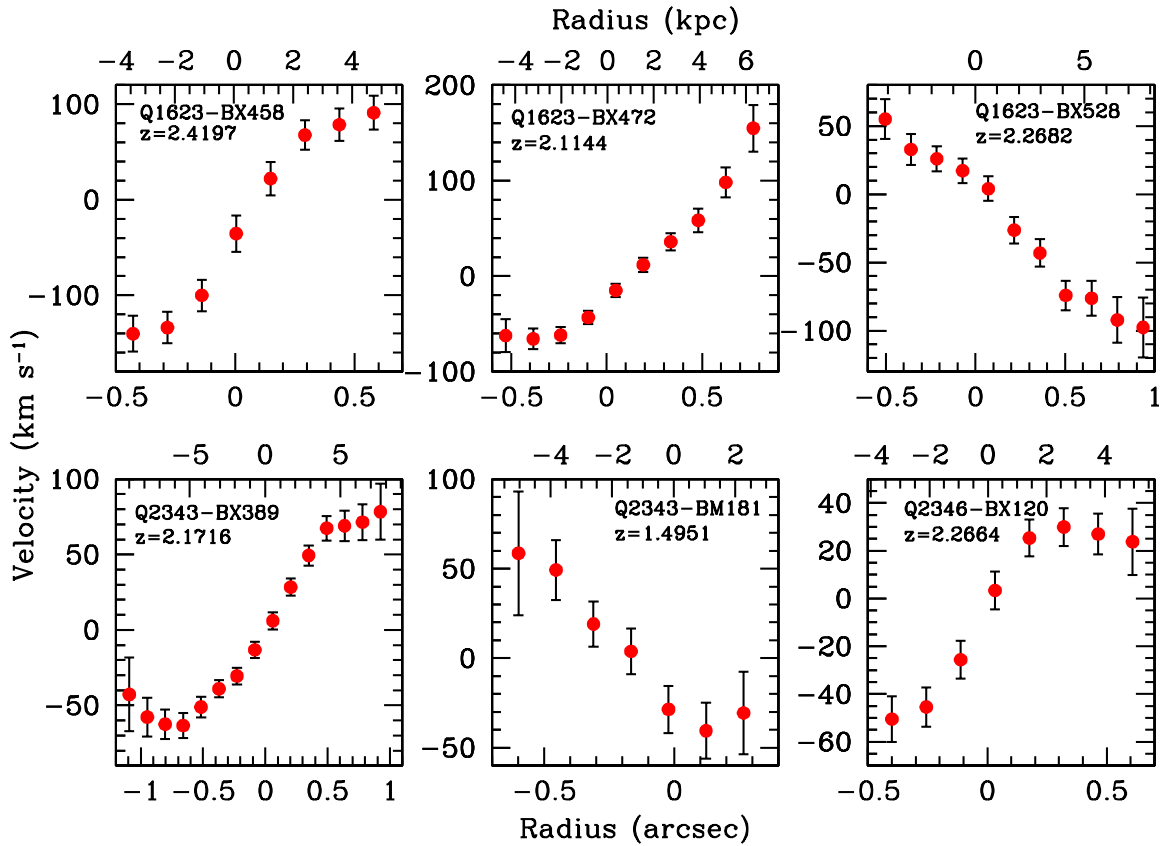 Radius (kpc)
−4 −2 0 2 4
−4 −2 0 2 4 6
0 5
Q1623−BX458
z=2.4197
100
0
−100
−0.5 0 0.5
Q1623−BX472
z=2.1144
200
100
0
−100
−0.5 0 0.5
Q1623−BX528
z=2.2682
50
0
−50
−100
−0.5 0 0.5 1
Velocity (km s⁻¹)
−5 0 5
−4 −2 0 2
−4 −2 0 2 4
Q2343−BX389
z=2.1716
100
50
0
−50
−1 −0.5 0 0.5 1
Q2343−BM181
z=1.4951
100
50
0
−50
−0.5 0
Q2346−BX120
z=2.2664
40
20
0
−20
−40
−60
−0.5 0 0.5
Radius (arcsec)